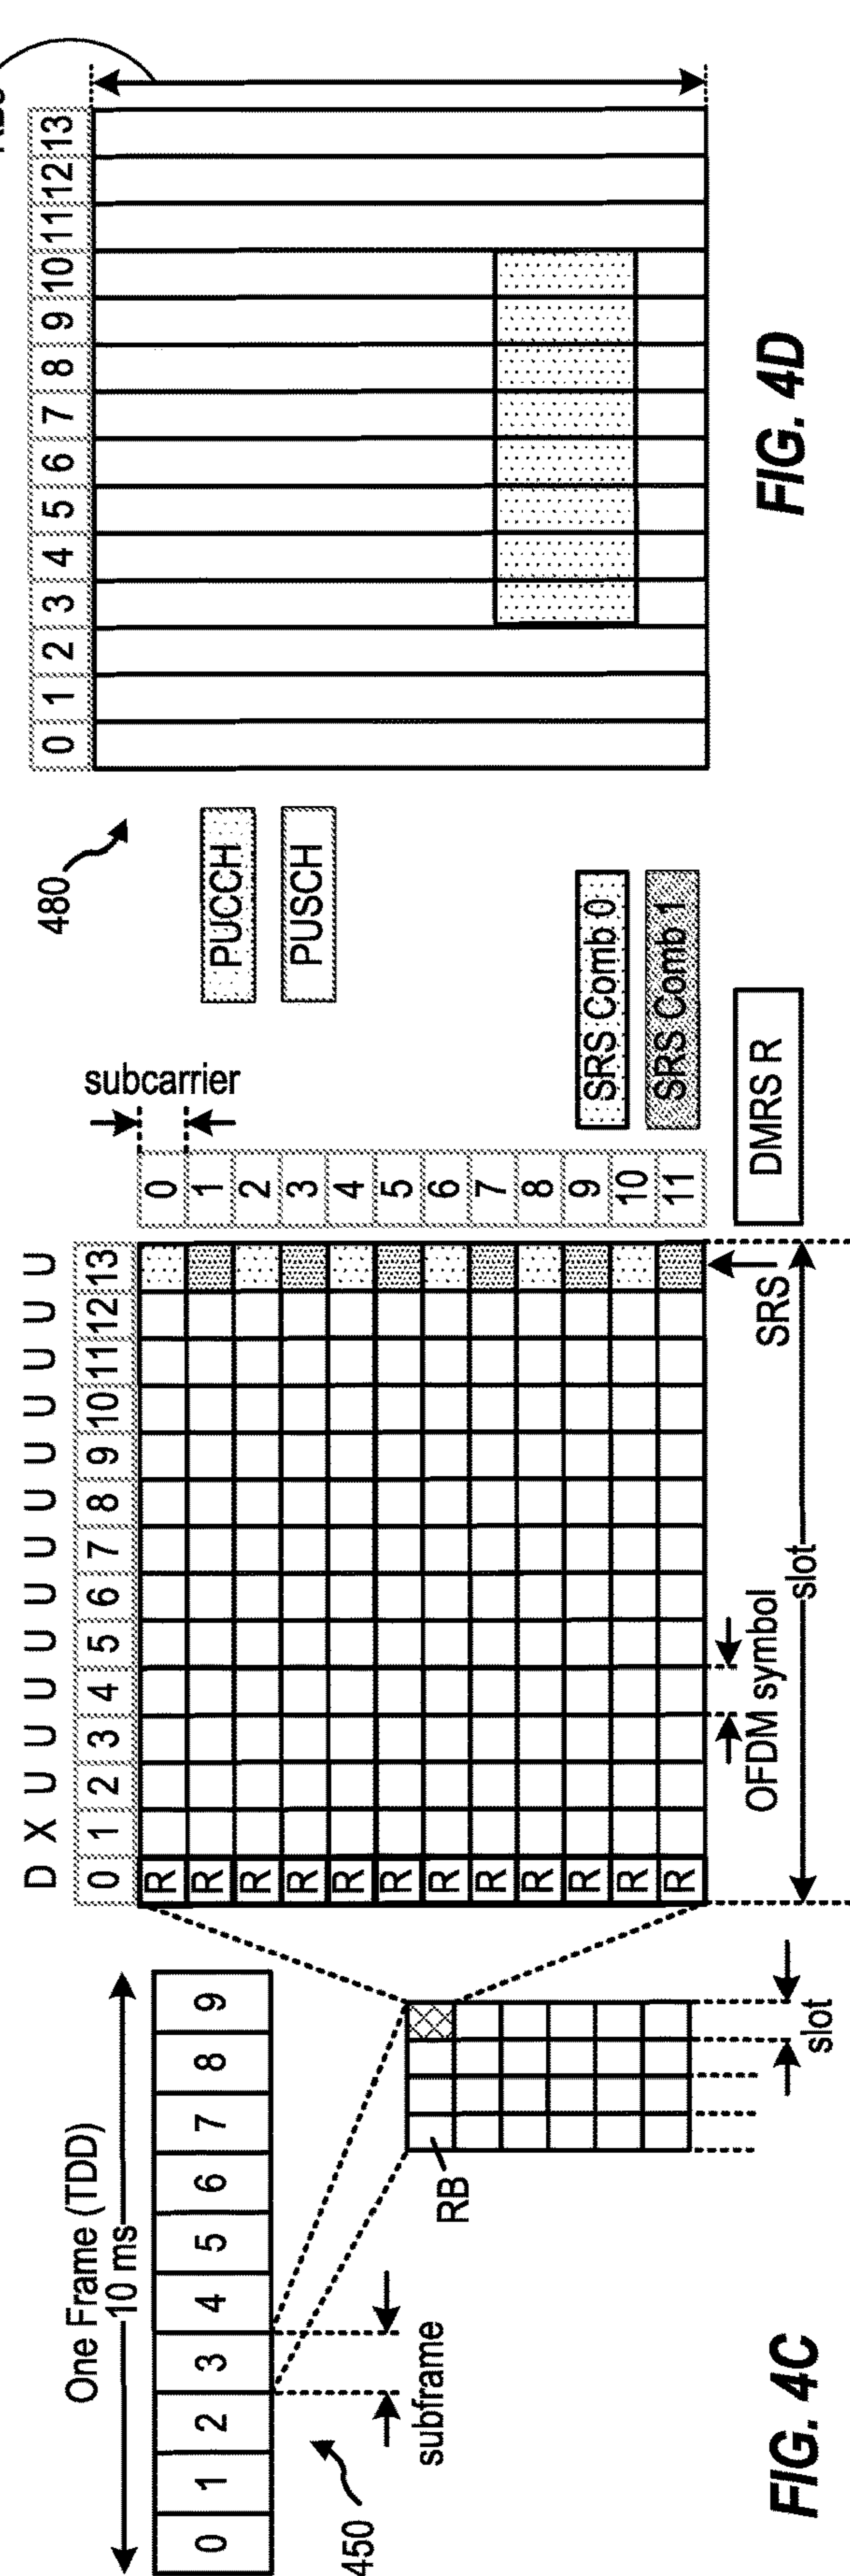 One Frame (TDD)
10 ms
0 1 2 3 4 5 6 7 8 9
450
subframe
RB
slot
D X U U U U U U U U U U U U
0 1 2 3 4 5 6 7 8 9 10 11 12 13
R
R
R
R
R
R
R
R
R
R
R
R
subcarrier
0
1
2
3
4
5
6
7
8
9
10
11
OFDM symbol
SRS
slot
SRS Comb 0
SRS Comb 1
DMRS R
FIG. 4C
480
PUCCH
PUSCH
0 1 2 3 4 5 6 7 8 9 10 11 12 13
FIG. 4D